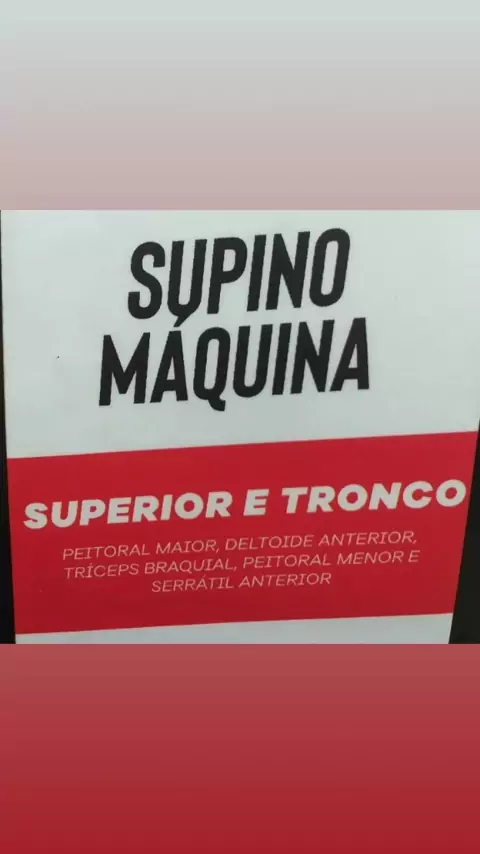 SUPINO
MÁQUINA
SUPERIOR E TRONCO
PEITORAL MAIOR, DELTOIDE ANTERIOR,
TRÍCEPS BRAQUIAL, PEITORAL MENOR E
SERRÁTIL ANTERIOR